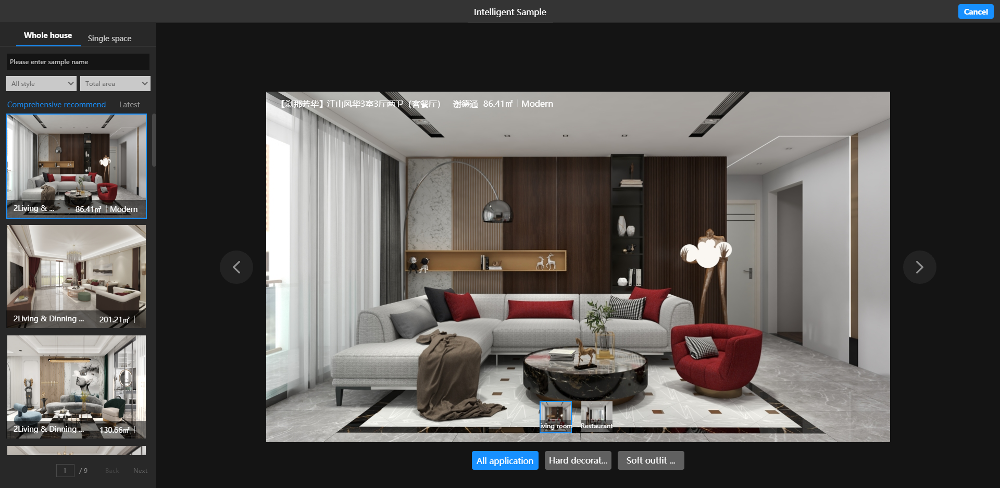 Intelligent Sample
Cancel
Whole house
Single space
Please enter sample name
All style
Total area
Comprehensive recommend
Latest
2Living & ...
86.41㎡ | Modern
2Living & Dinning ...
201.21㎡ |
2Living & Dinning ...
130.66㎡ |
1 / 9
Back
Next
【刹那芳华】江山风华3室3厅两卫（客餐厅） 谢德通 86.41㎡ | Modern
iving room
Restaurant
All application
Hard decorat...
Soft outfit ...